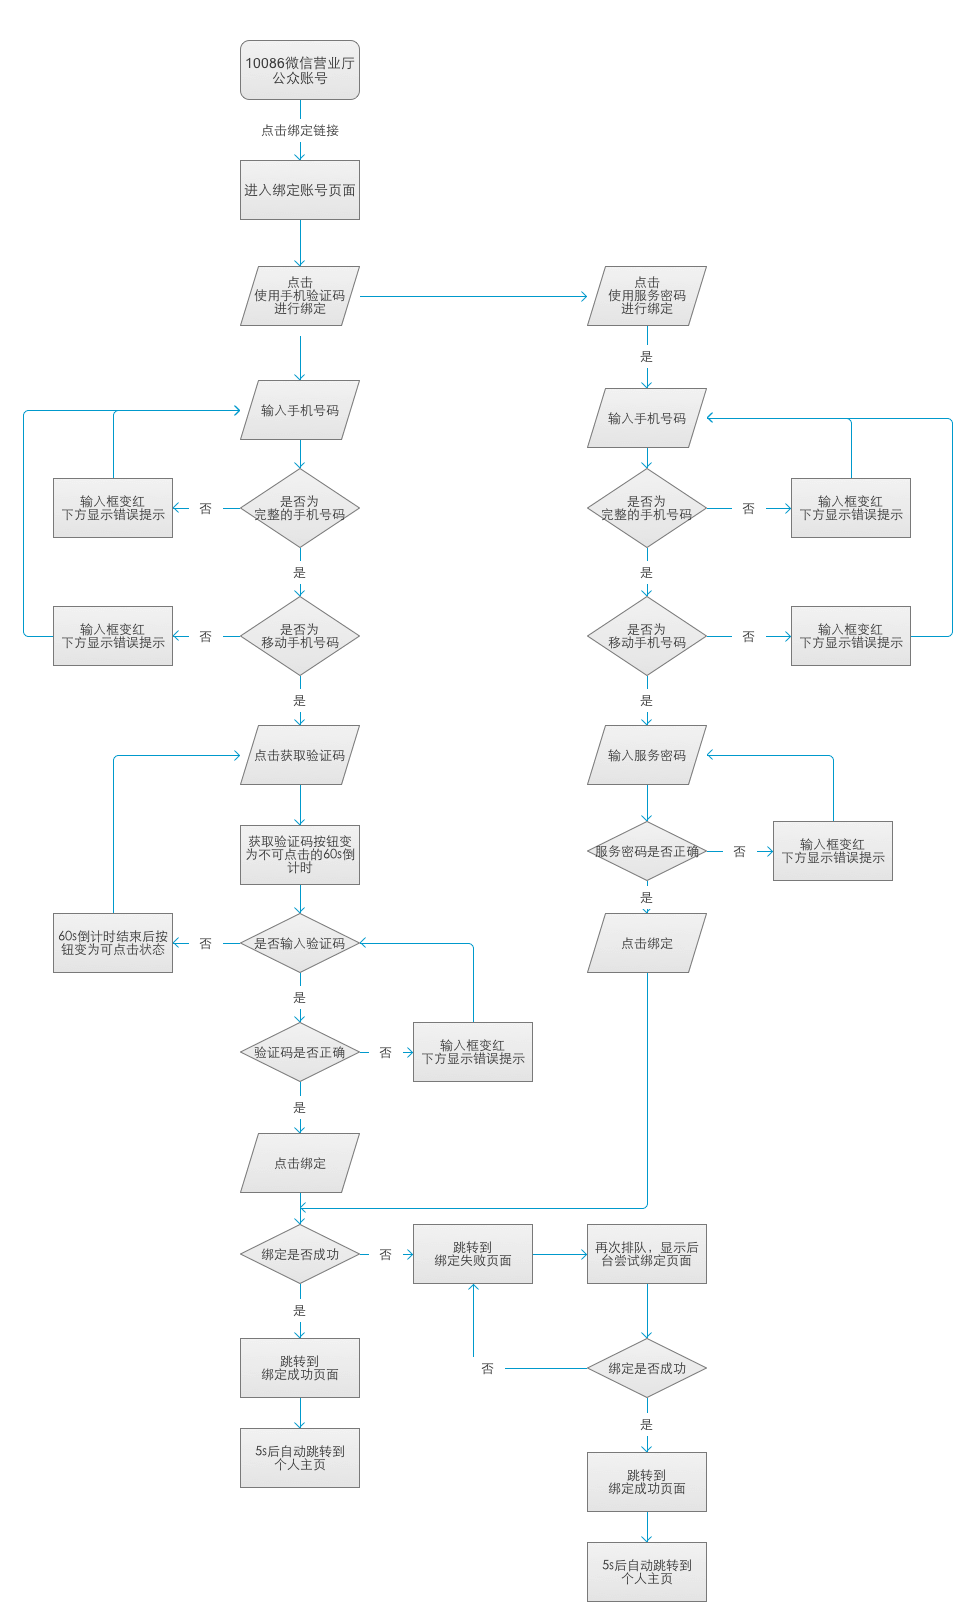 10086微信营业厅
公众账号
点击绑定链接
进入绑定账号页面
点击
使用手机验证码
进行绑定
点击
使用服务密码
进行绑定
是
输入手机号码
输入手机号码
输入框变红
下方显示错误提示
否
是否为
完整的手机号码
是否为
完整的手机号码
否
输入框变红
下方显示错误提示
是
是
输入框变红
下方显示错误提示
否
是否为
移动手机号码
是否为
移动手机号码
否
输入框变红
下方显示错误提示
是
是
点击获取验证码
输入服务密码
获取验证码按钮变
为不可点击的60s倒
计时
服务密码是否正确
否
输入框变红
下方显示错误提示
是
60s倒计时结束后按
钮变为可点击状态
否
是否输入验证码
点击绑定
是
验证码是否正确
否
输入框变红
下方显示错误提示
是
点击绑定
绑定是否成功
否
跳转到
绑定失败页面
再次排队，显示后
台尝试绑定页面
是
跳转到
绑定成功页面
否
绑定是否成功
是
5s后自动跳转到
个人主页
跳转到
绑定成功页面
5s后自动跳转到
个人主页